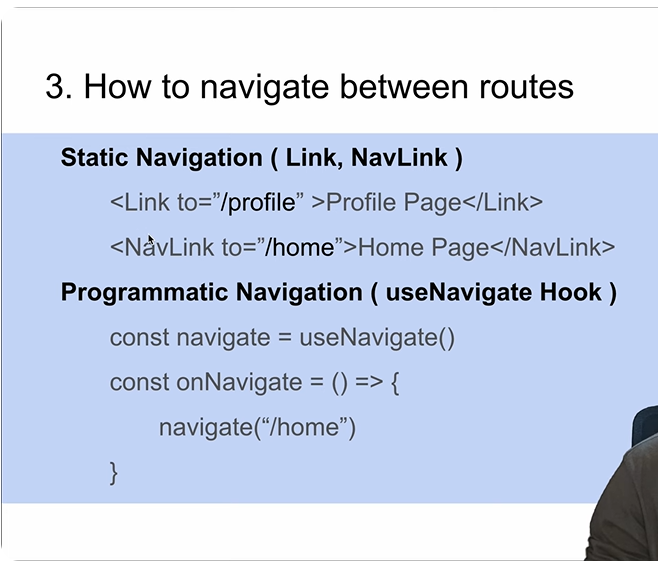 3. How to navigate between routes
Static Navigation ( Link, NavLink )
<Link to=”/profile” >Profile Page</Link>
<NavLink to=”/home”>Home Page</NavLink>
Programmatic Navigation ( useNavigate Hook )
const navigate = useNavigate()
const onNavigate = () => {
navigate(“/home”)
}